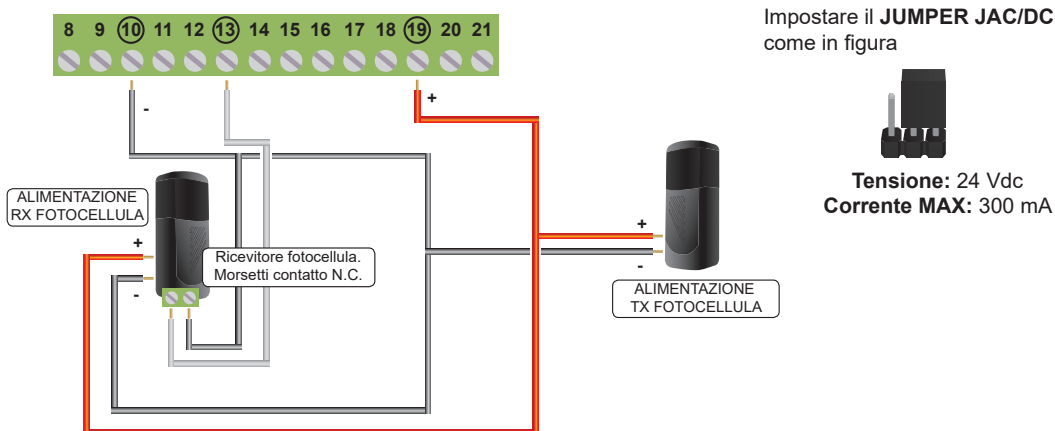 8 9 10 11 12 13 14 15 16 17 18 19 20 21
-
+
Impostare il JUMPER JAC/DC
come in figura
Tensione: 24 Vdc
Corrente MAX: 300 mA
ALIMENTAZIONE
RX FOTOCELLULA
+
-
Ricevitore fotocellula.
Morsetti contatto N.C.
+
-
ALIMENTAZIONE
TX FOTOCELLULA